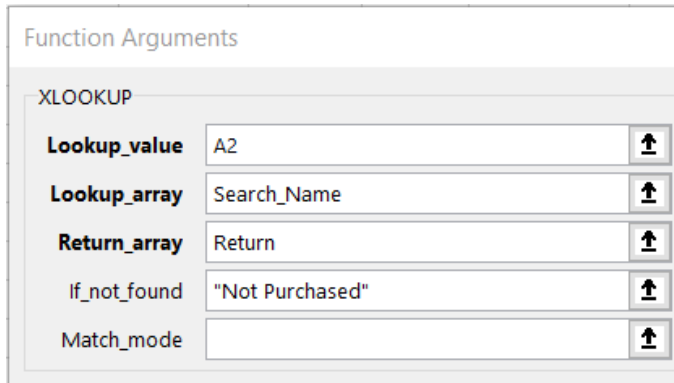 Function Arguments
XLOOKUP
Lookup_value A2
Lookup_array Search_Name
Return_array Return
If_not_found "Not Purchased"
Match_mode